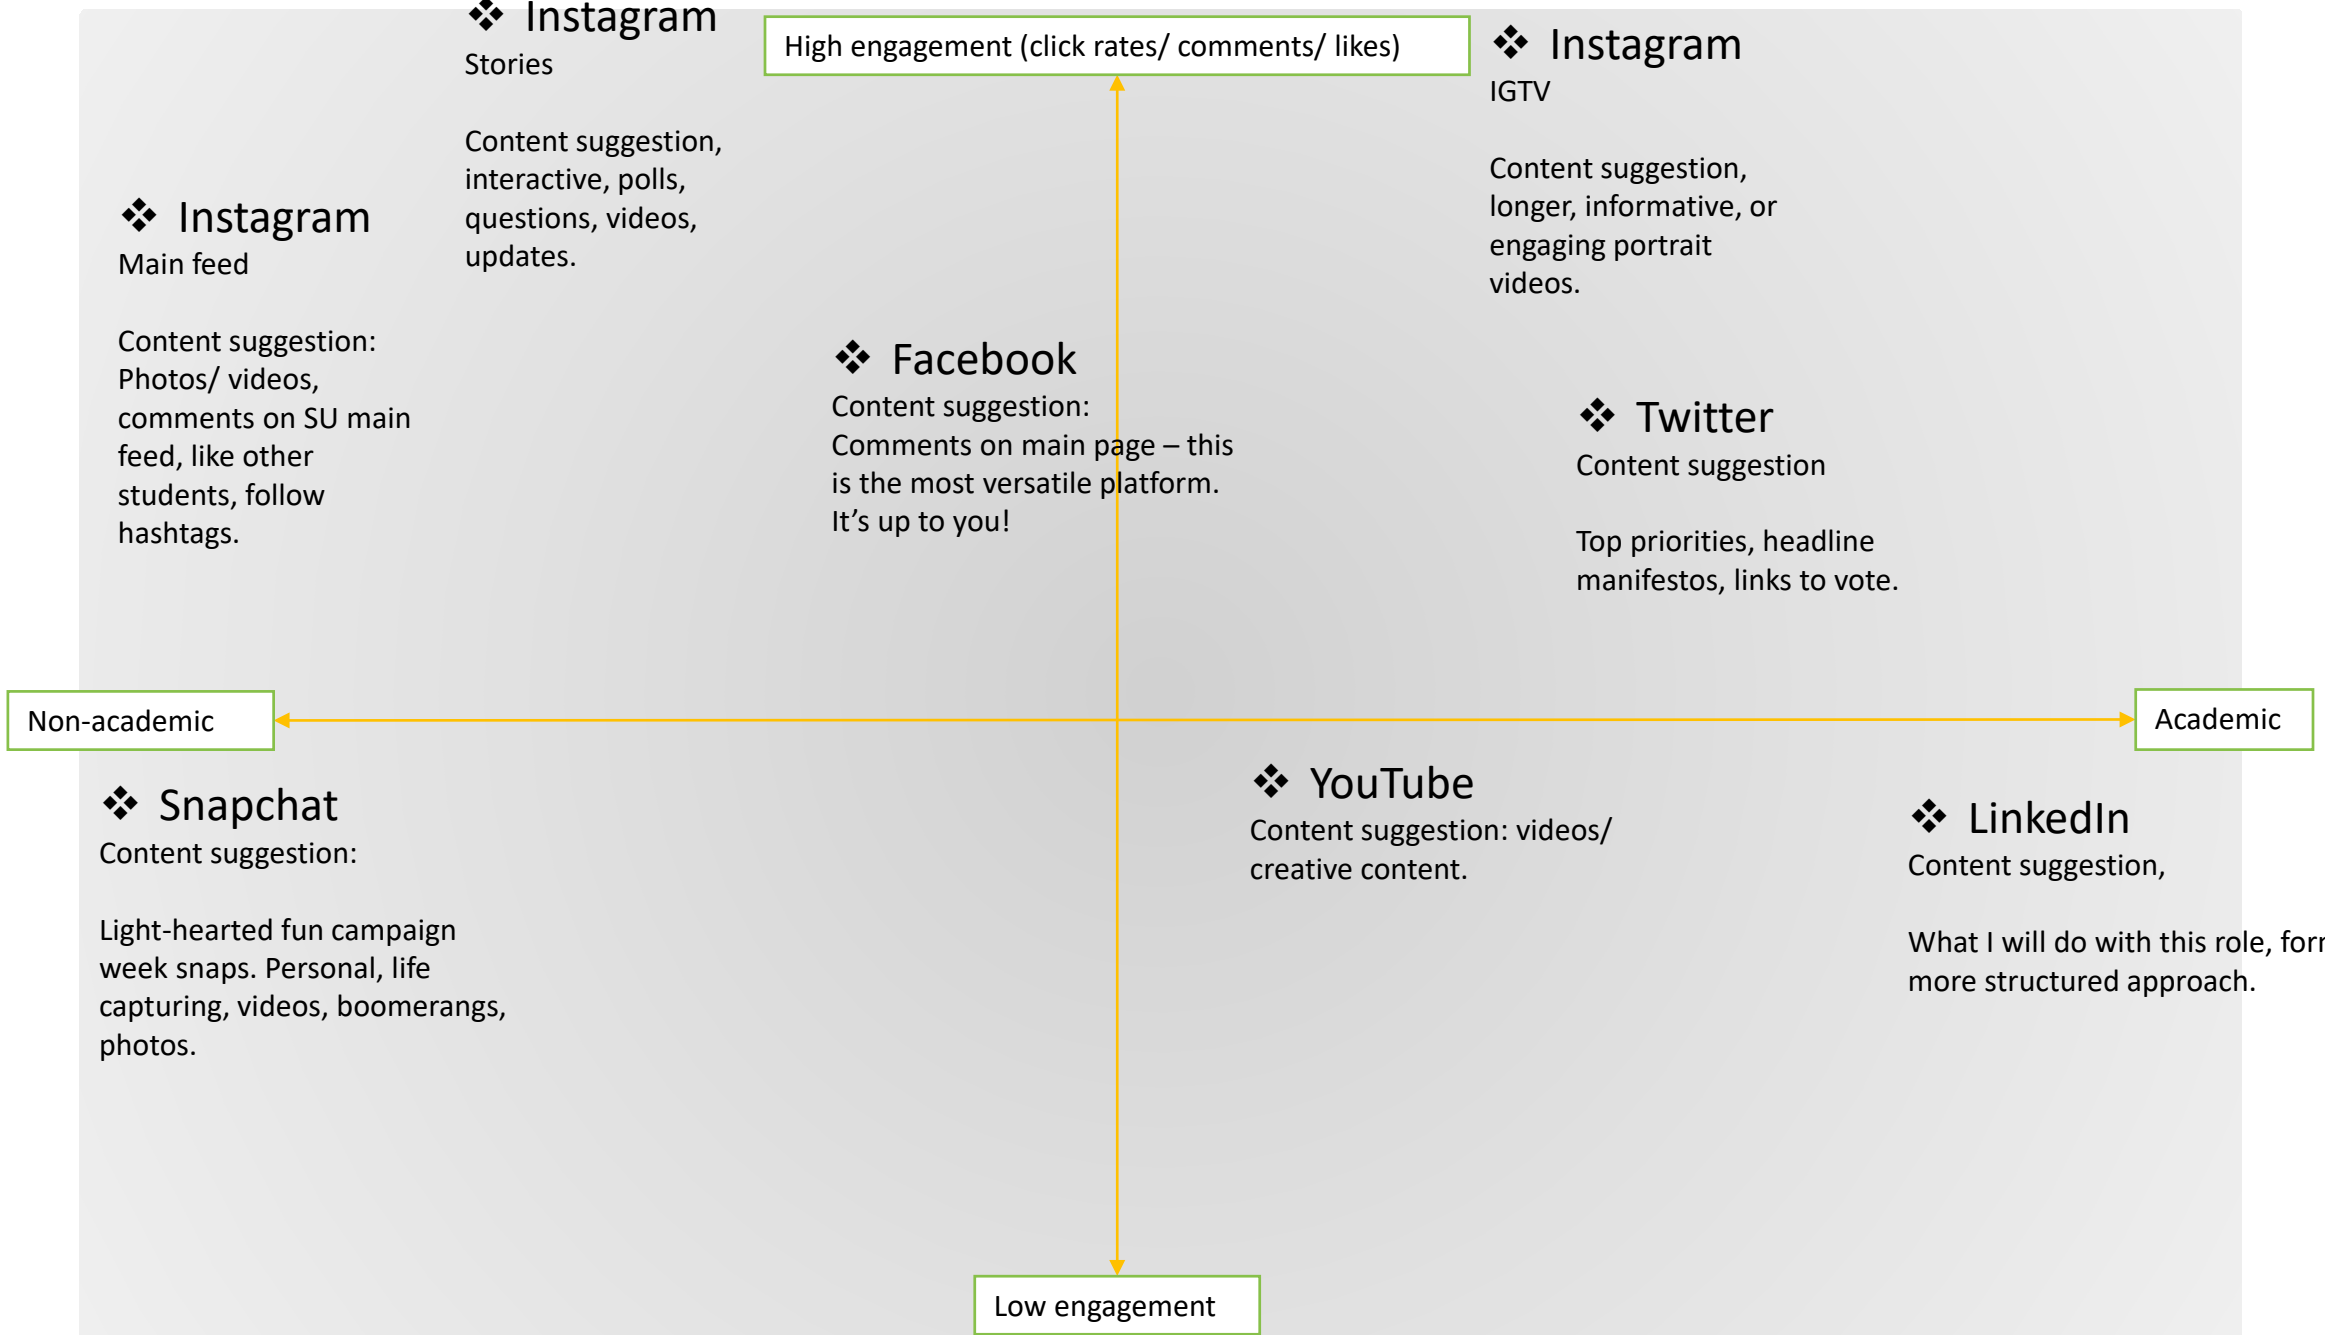 ❖ Instagram
Stories
Content suggestion,
interactive, polls,
questions, videos,
updates.
High engagement (click rates/ comments/ likes)
❖ Instagram
IGTV
Content suggestion,
longer, informative, or
engaging portrait
videos.
❖ Instagram
Main feed
Content suggestion:
Photos/ videos,
comments on SU main
feed, like other
students, follow
hashtags.
❖ Facebook
Content suggestion:
Comments on main page – this
is the most versatile platform.
It’s up to you!
❖ Twitter
Content suggestion
Top priorities, headline
manifestos, links to vote.
Non-academic
Academic
❖ Snapchat
Content suggestion:
Light-hearted fun campaign
week snaps. Personal, life
capturing, videos, boomerangs,
photos.
❖ YouTube
Content suggestion: videos/
creative content.
❖ LinkedIn
Content suggestion,
What I will do with this role,
more structured approach.
Low engagement